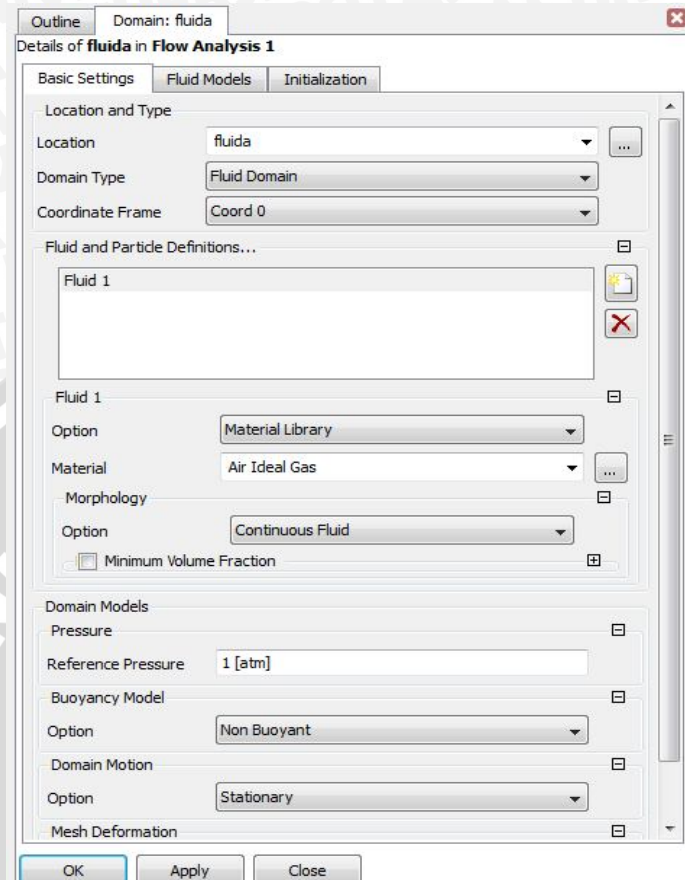 Outline Domain: fluida
Details of fluida in Flow Analysis 1
Basic Settings Fluid Models Initialization
Location and Type
Location fluida ...
Domain Type Fluid Domain
Coordinate Frame Coord 0
Fluid and Particle Definitions...
Fluid 1
Fluid 1
Option Material Library
Material Air Ideal Gas ...
Morphology
Option Continuous Fluid
Minimum Volume Fraction
Domain Models
Pressure
Reference Pressure 1 [atm]
Buoyancy Model
Option Non Buoyant
Domain Motion
Option Stationary
Mesh Deformation
OK Apply Close